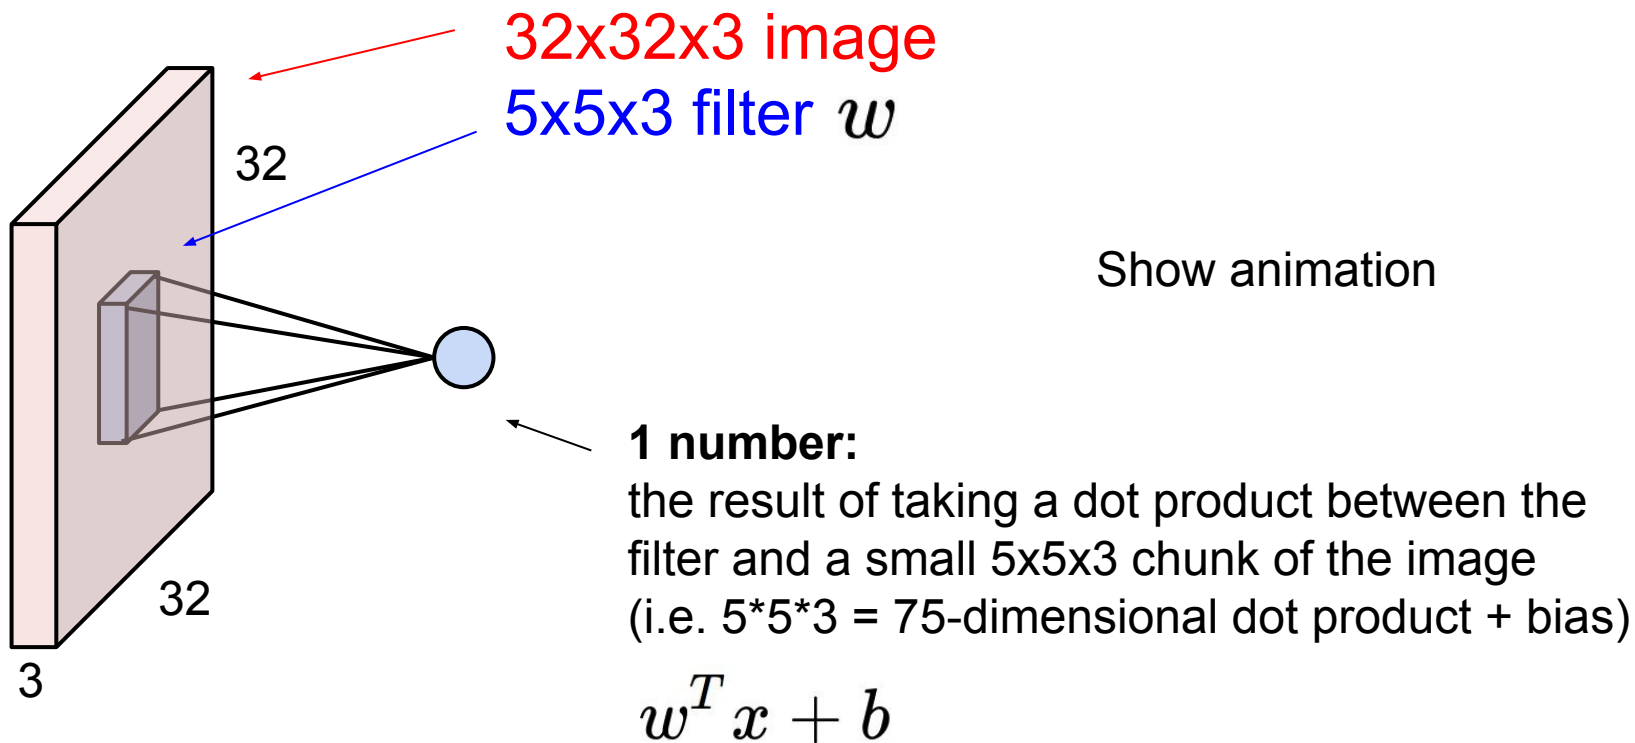 32x32x3 image
5x5x3 filter w
32
Show animation
1 number:
the result of taking a dot product between the
filter and a small 5x5x3 chunk of the image
(i.e. 5*5*3 = 75-dimensional dot product + bias)
32
3
w^T x + b